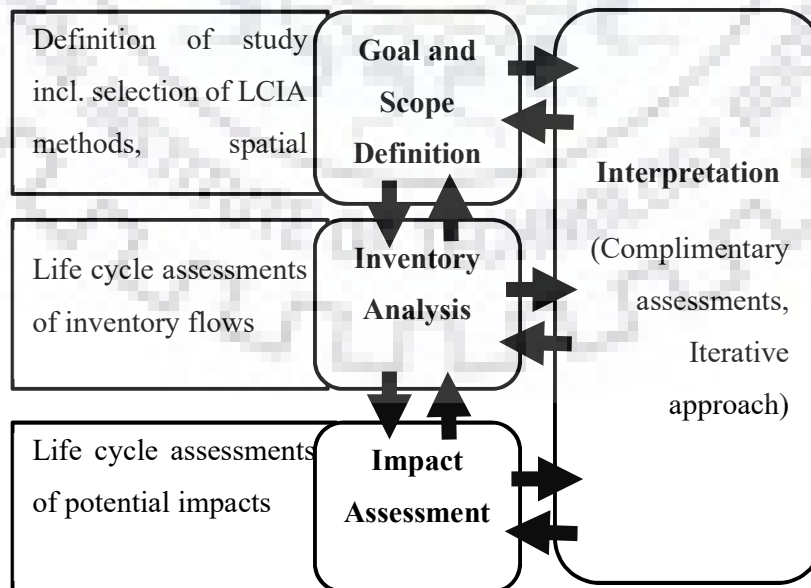 Definition of study
incl. selection of LCIA
methods, spatial
Goal and
Scope
Definition
Life cycle assessments
of inventory flows
Inventory
Analysis
Life cycle assessments
of potential impacts
Impact
Assessment
Interpretation
(Complimentary
assessments,
Iterative
approach)